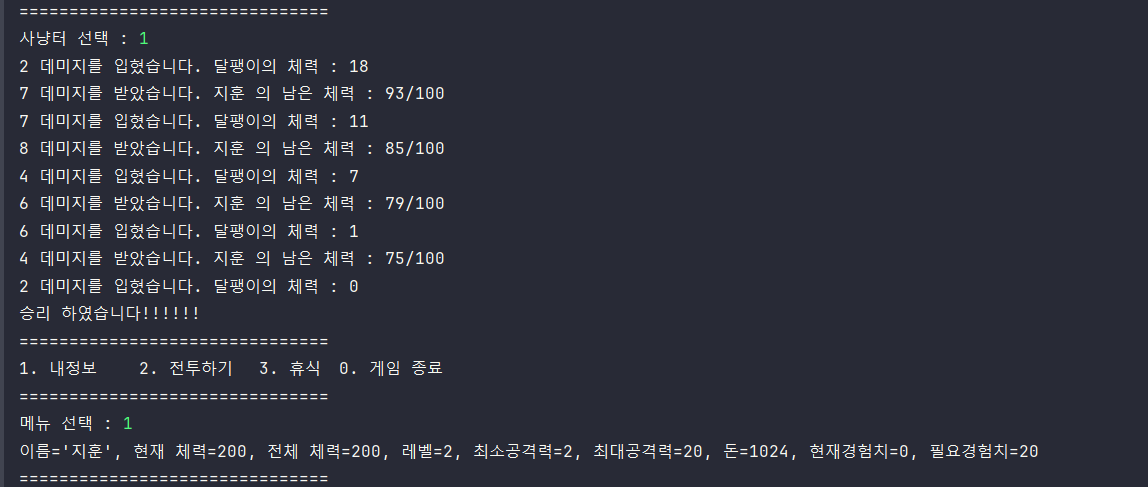 ==============================
사냥터 선택 : 1
2 데미지를 입혔습니다. 달팽이의 체력 : 18
7 데미지를 받았습니다. 지훈 의 남은 체력 : 93/100
7 데미지를 입혔습니다. 달팽이의 체력 : 11
8 데미지를 받았습니다. 지훈 의 남은 체력 : 85/100
4 데미지를 입혔습니다. 달팽이의 체력 : 7
6 데미지를 받았습니다. 지훈 의 남은 체력 : 79/100
6 데미지를 입혔습니다. 달팽이의 체력 : 1
4 데미지를 받았습니다. 지훈 의 남은 체력 : 75/100
2 데미지를 입혔습니다. 달팽이의 체력 : 0
승리 하였습니다!!!!!!
==============================
1. 내정보    2. 전투하기  3. 휴식  0. 게임 종료
==============================
메뉴 선택 : 1
이름='지훈', 현재 체력=200, 전체 체력=200, 레벨=2, 최소공격력=2, 최대공격력=20, 돈=1024, 현재경험치=0, 필요경험치=20
==============================